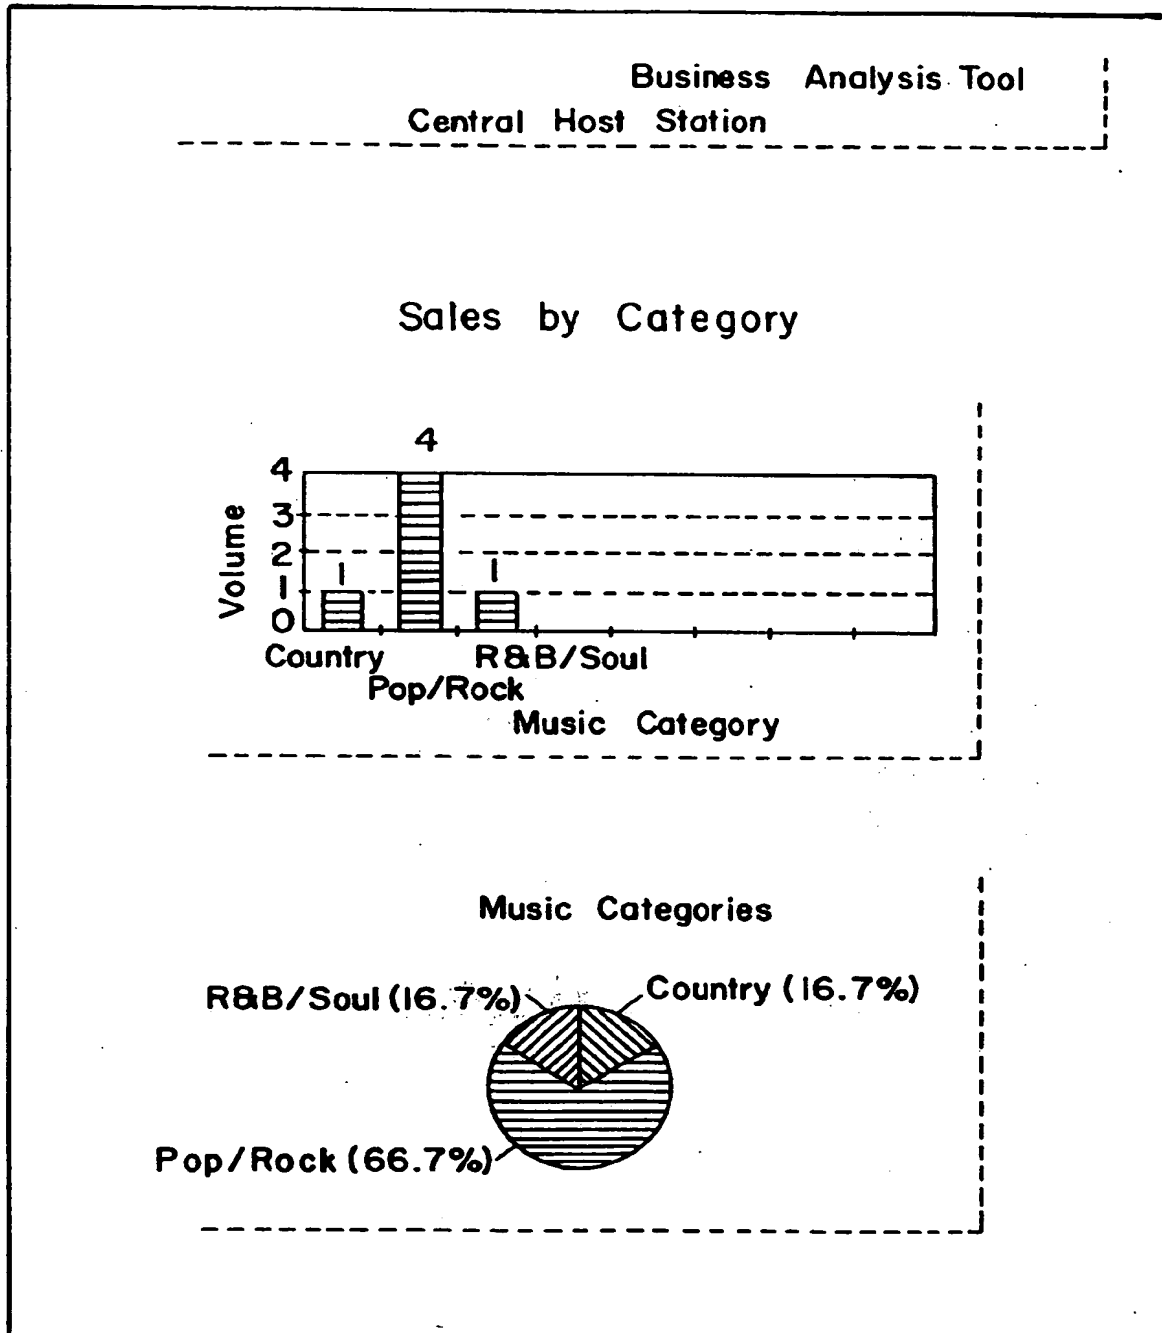 Business Analysis Tool
Central Host Station
Sales by Category
4
4
3
2
1
0
Volume
1
1
Country
R&B/Soul
Pop/Rock
Music Category
Music Categories
R&B/Soul (16.7%)
Country (16.7%)
Pop/Rock (66.7%)